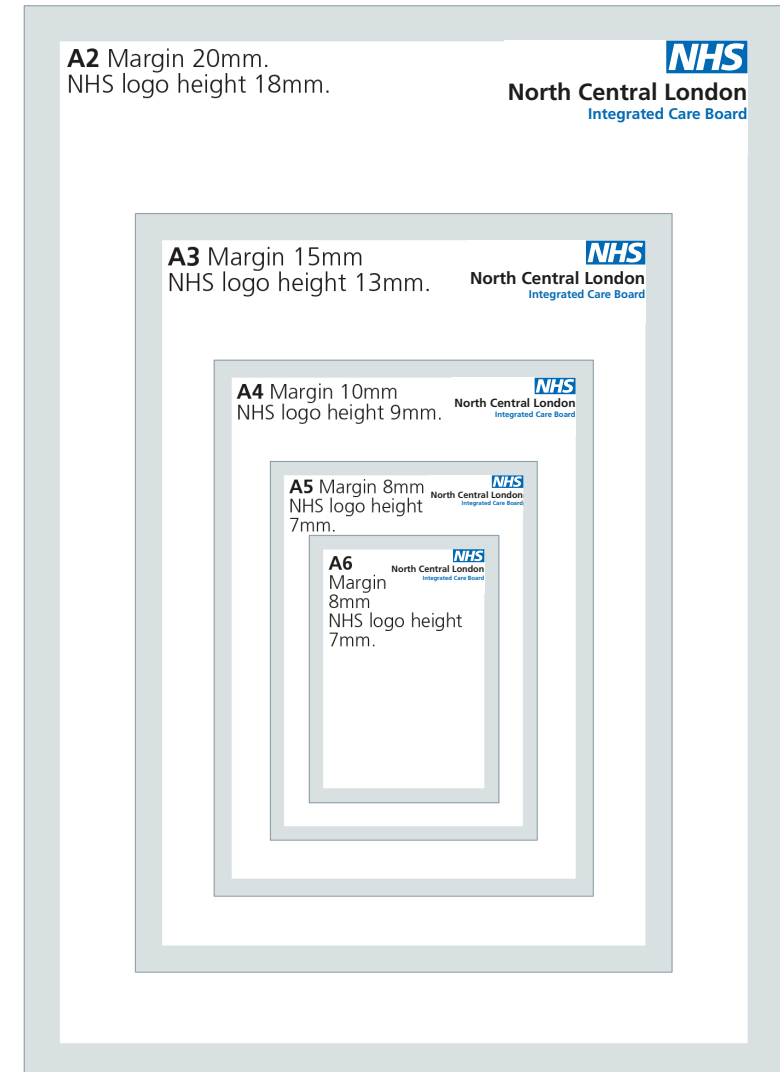 A2 Margin 20mm.
NHS logo height 18mm.
NHS
North Central London
Integrated Care Board
A3 Margin 15mm
NHS logo height 13mm.
NHS
North Central London
Integrated Care Board
A4 Margin 10mm
NHS logo height 9mm.
NHS
North Central London
Integrated Care Board
A5 Margin 8mm
NHS logo height
7mm.
NHS
North Central London
Integrated Care Board
A6
Margin
8mm
NHS logo height
7mm.
NHS
North Central London
Integrated Care Board